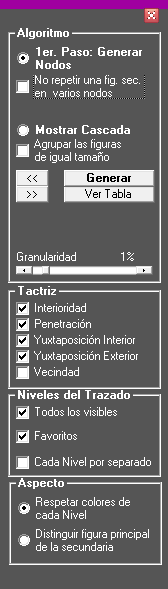 Algoritmo
1er. Paso: Generar
Nodos
No repetir una fig. sec.
en varios nodos
Mostrar Cascada
Agrupar las figuras
de igual tamaño
<< Generar
>> Ver Tabla
Granularidad 1%
Tactriz
Interioridad
Penetración
Yuxtaposición Interior
Yuxtaposición Exterior
Vecindad
Niveles del Trazado
Todos los visibles
Favoritos
Cada Nivel por separado
Aspecto
Respetar colores de
cada Nivel
Distinguir figura principal
de la secundaria